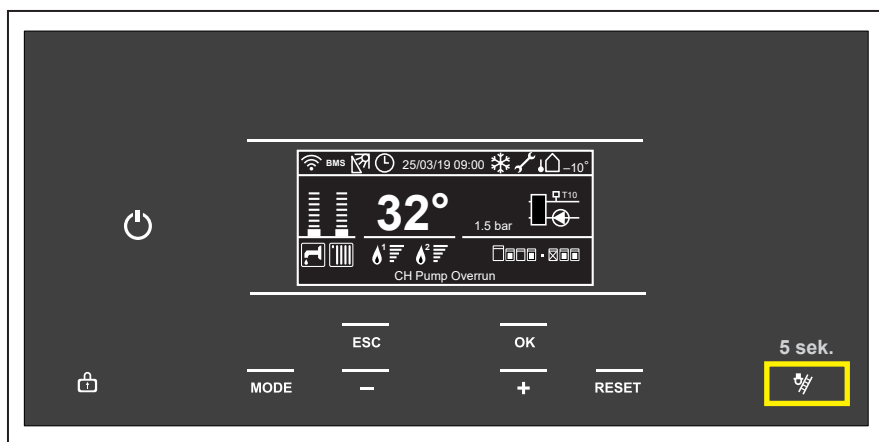 BMS 25/03/19 09:00 –10°
T10
32° 1.5 bar
1 2
CH Pump Overrun
ESC OK
5 sek.
MODE – + RESET